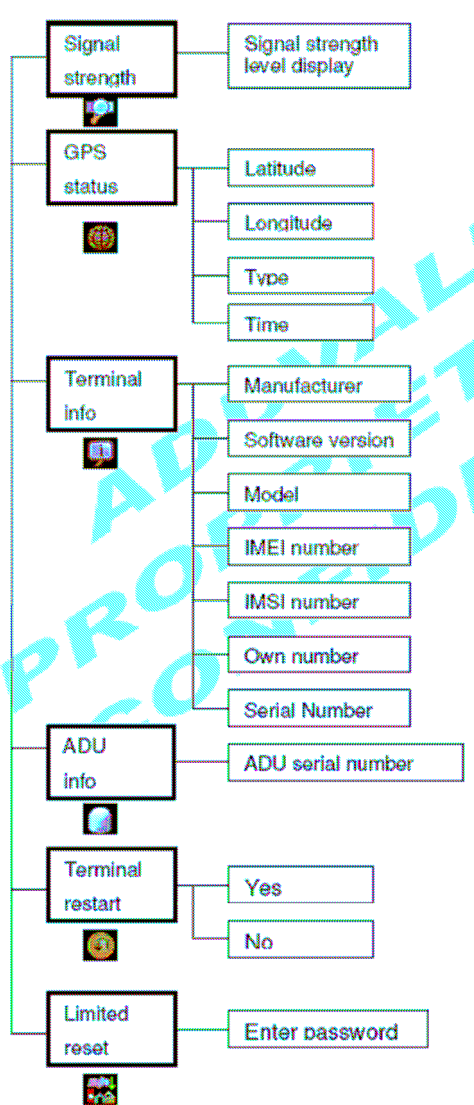 Signal
strength
Signal strength
level display
GPS
status
Latitude
Longitude
Type
Time
Terminal
info
Manufacturer
Software version
Model
IMEI number
IMSI number
Own number
Serial Number
ADU
info
ADU serial number
Terminal
restart
Yes
No
Limited
reset
Enter password